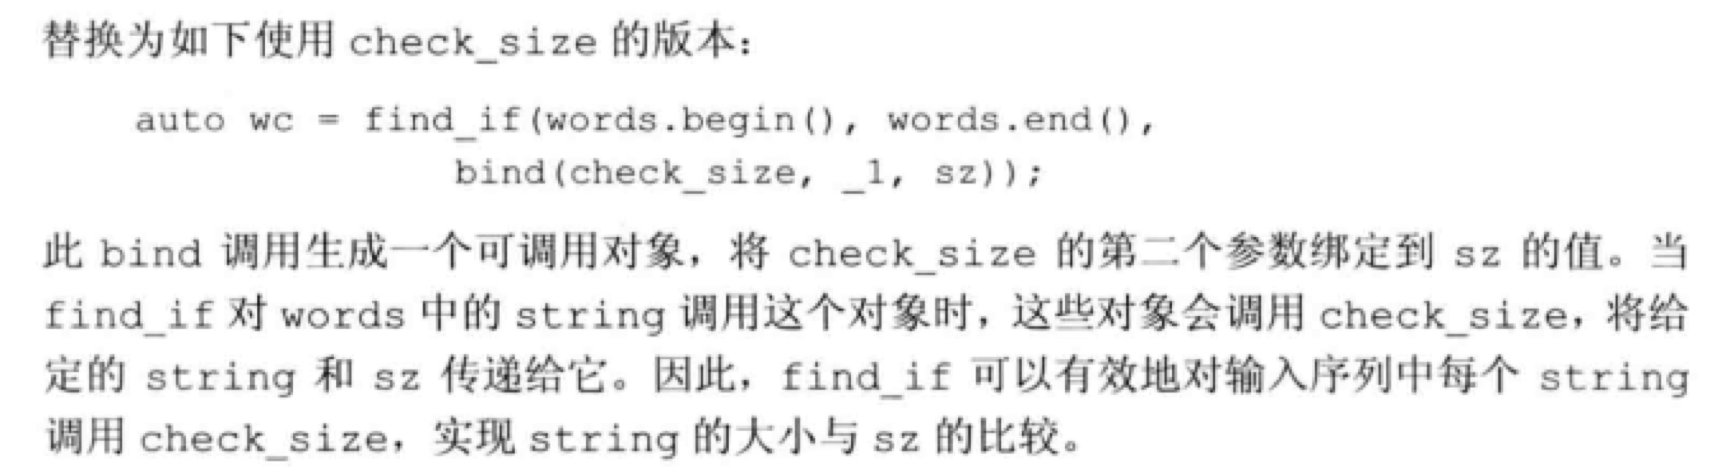 替换为如下使用 check_size 的版本：
auto wc = find_if(words.begin(), words.end(),
bind(check_size, _1, sz));
此 bind 调用生成一个可调用对象，将 check_size 的第二个参数绑定到 sz 的值。当
find_if 对 words 中的 string 调用这个对象时，这些对象会调用 check_size，将给
定的 string 和 sz 传递给它。因此，find_if 可以有效地对输入序列中每个 string
调用 check_size，实现 string 的大小与 sz 的比较。